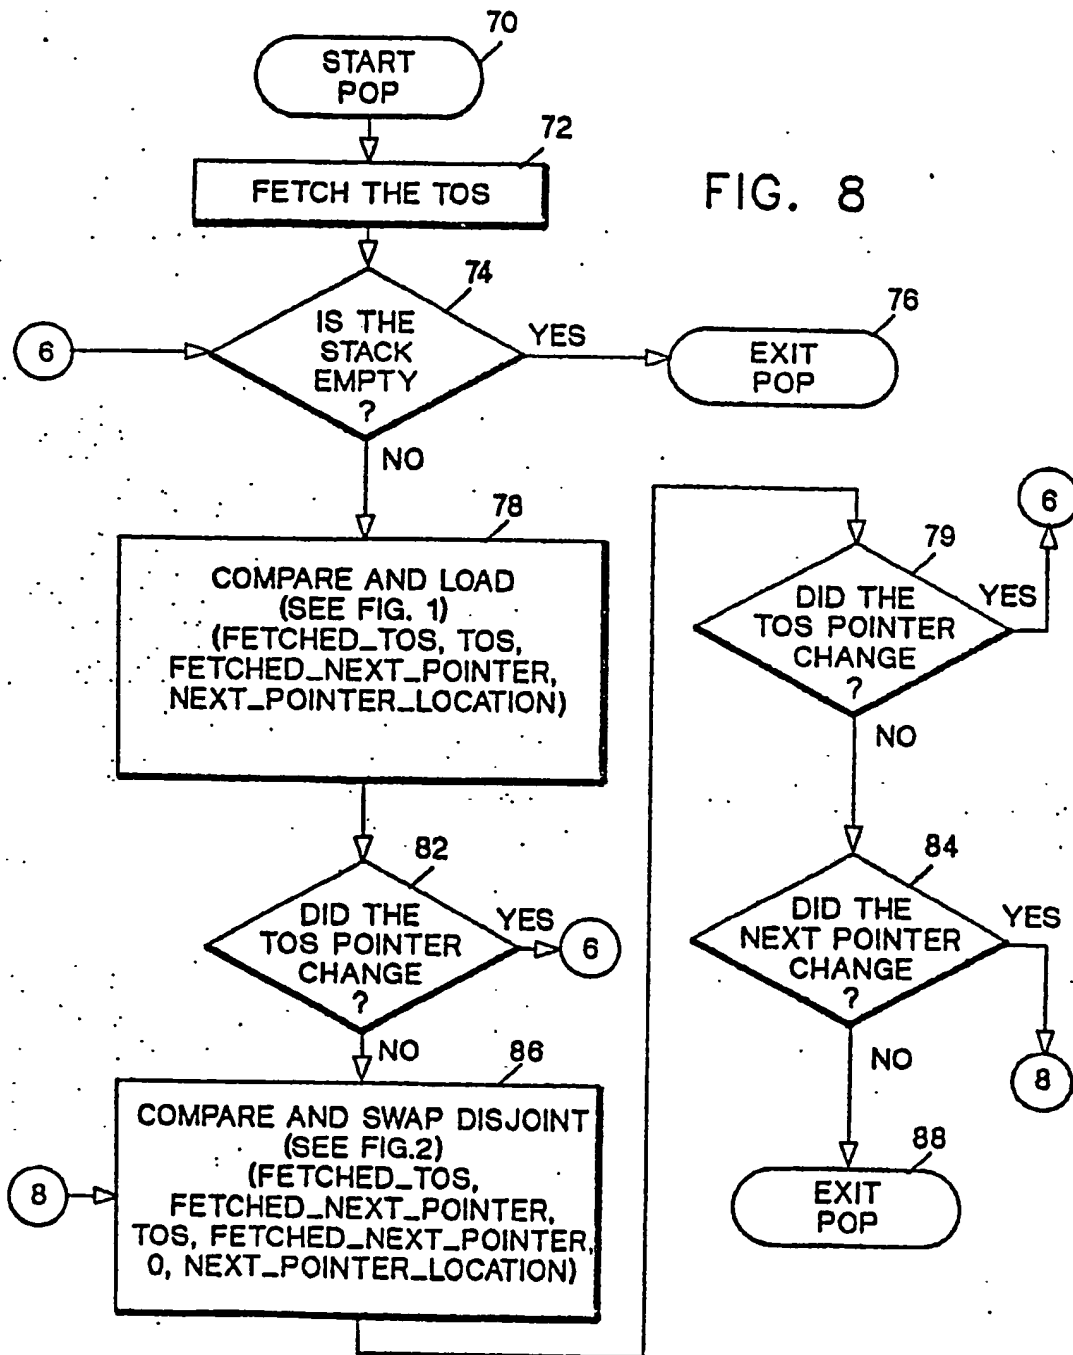 70
START
POP
72
FETCH THE TOS
FIG. 8
74
IS THE
STACK
EMPTY
?
6
YES
76
EXIT
POP
NO
78
COMPARE AND LOAD
(SEE FIG. 1)
(FETCHED_TOS, TOS,
FETCHED_NEXT_POINTER,
NEXT_POINTER_LOCATION)
82
DID THE
TOS POINTER
CHANGE
?
YES
6
NO
86
COMPARE AND SWAP DISJOINT
(SEE FIG.2)
(FETCHED_TOS,
FETCHED_NEXT_POINTER,
TOS, FETCHED_NEXT_POINTER,
0, NEXT_POINTER_LOCATION)
8
6
79
DID THE
TOS POINTER
CHANGE
?
YES
NO
84
DID THE
NEXT POINTER
CHANGE
?
YES
8
NO
88
EXIT
POP